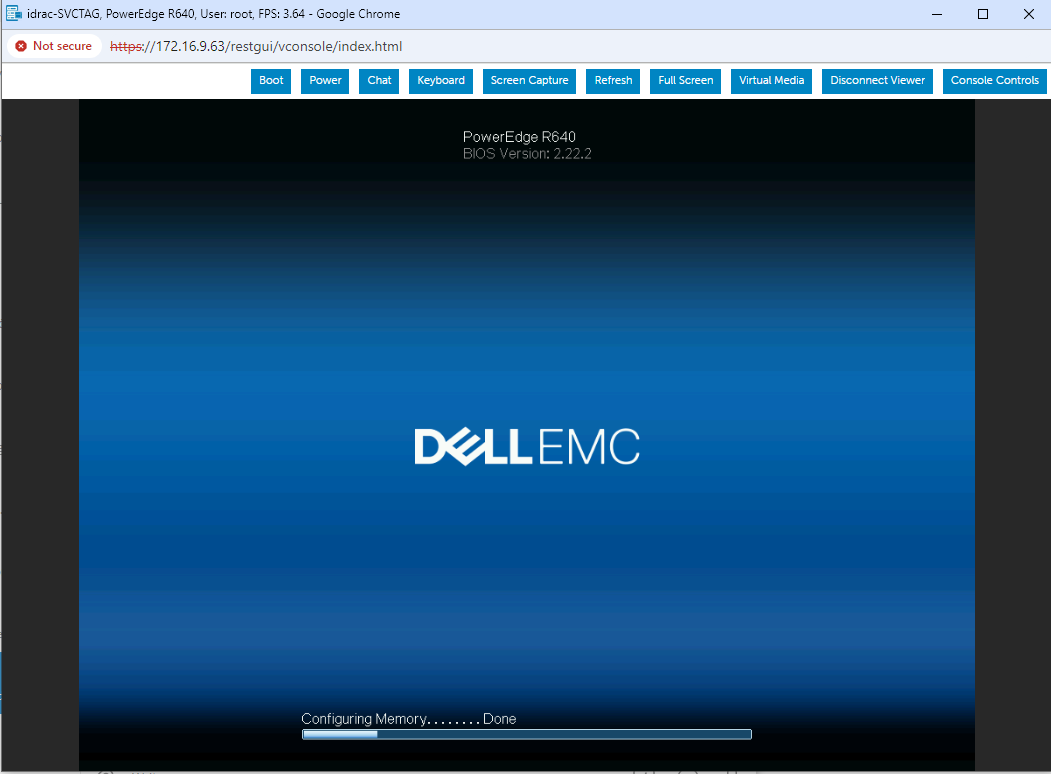 idrac-SVCTAG, PowerEdge R640, User: root, FPS: 3.64 - Google Chrome
Not secure https://172.16.9.63/restgui/vconsole/index.html
Boot Power Chat Keyboard Screen Capture Refresh Full Screen Virtual Media Disconnect Viewer Console Controls
PowerEdge R640
BIOS Version: 2.22.2
DELL EMC
Configuring Memory........Done